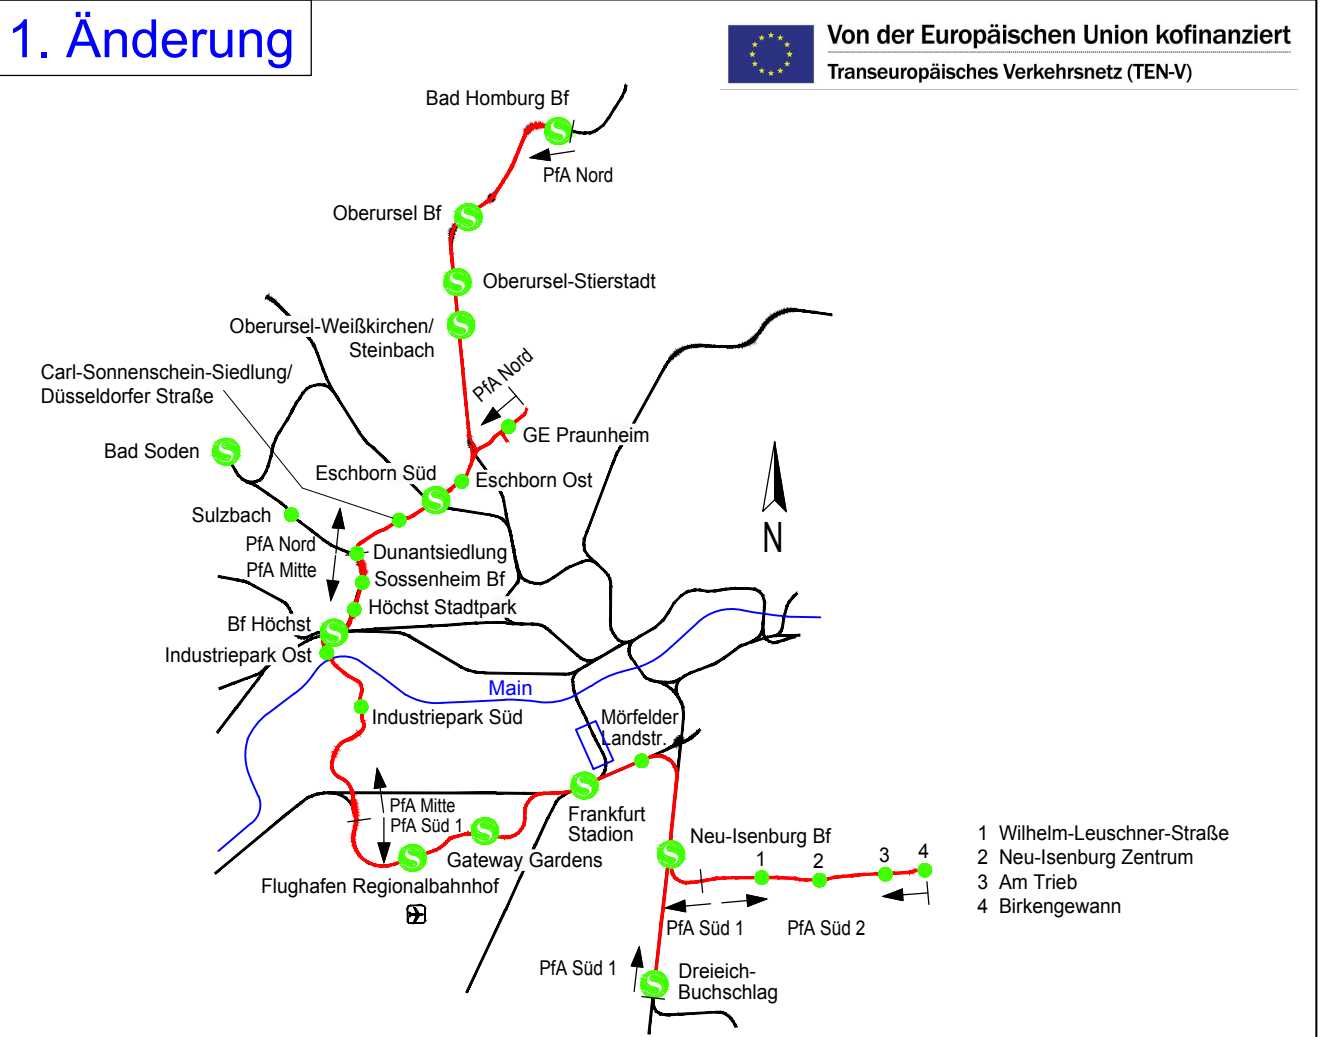 1. Änderung
Von der Europäischen Union kofinanziert
Transeuropäisches Verkehrsnetz (TEN-V)
Bad Homburg Bf
PfA Nord
Oberursel Bf
Oberursel-Stierstadt
Oberursel-Weißkirchen/
Steinbach
Carl-Sonnenschein-Siedlung/
Düsseldorfer Straße
PfA Nord
GE Praunheim
Bad Soden
Eschborn Süd
Eschborn Ost
Sulzbach
PfA Nord
PfA Mitte
Dunantsiedlung
Sossenheim Bf
Höchst Stadtpark
Bf Höchst
Industriepark Ost
N
Main
Industriepark Süd
Mörfelder
Landstr.
PfA Mitte
PfA Süd 1
Frankfurt
Stadion
Gateway Gardens
Flughafen Regionalbahnhof
Neu-Isenburg Bf
1
2
3
4
PfA Süd 1
PfA Süd 2
PfA Süd 1
Dreieich-
Buchschlag
1 Wilhelm-Leuschner-Straße
2 Neu-Isenburg Zentrum
3 Am Trieb
4 Birkengewann